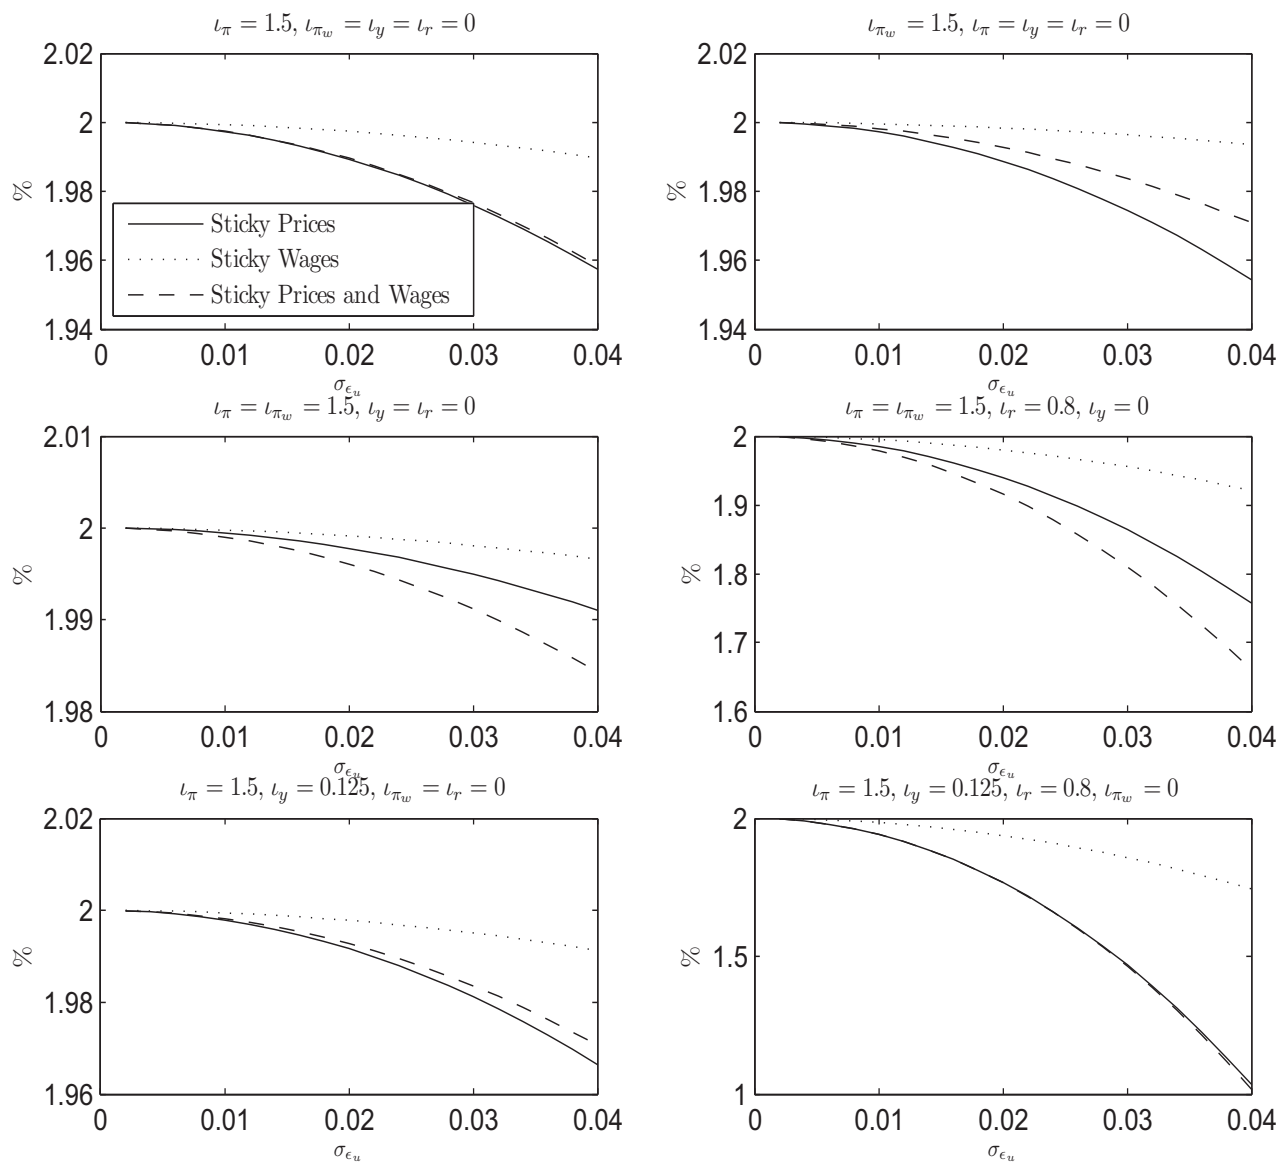 ι_π = 1.5, ι_{π_w} = ι_y = ι_r = 0
2.02
2
1.98
1.96
1.94
%
Sticky Prices
Sticky Wages
Sticky Prices and Wages
0 0.01 0.02 0.03 0.04
σ_{ϵ_u}
ι_{π_w} = 1.5, ι_π = ι_y = ι_r = 0
2.02
2
1.98
1.96
1.94
%
0 0.01 0.02 0.03 0.04
σ_{ϵ_u}
ι_π = ι_{π_w} = 1.5, ι_y = ι_r = 0
2.01
2
1.99
1.98
%
0 0.01 0.02 0.03 0.04
σ_{ϵ_u}
ι_π = ι_{π_w} = 1.5, ι_r = 0.8, ι_y = 0
2
1.9
1.8
1.7
1.6
%
0 0.01 0.02 0.03 0.04
σ_{ϵ_u}
ι_π = 1.5, ι_y = 0.125, ι_{π_w} = ι_r = 0
2.02
2
1.98
1.96
%
0 0.01 0.02 0.03 0.04
σ_{ϵ_u}
ι_π = 1.5, ι_y = 0.125, ι_r = 0.8, ι_{π_w} = 0
2
1.5
1
%
0 0.01 0.02 0.03 0.04
σ_{ϵ_u}